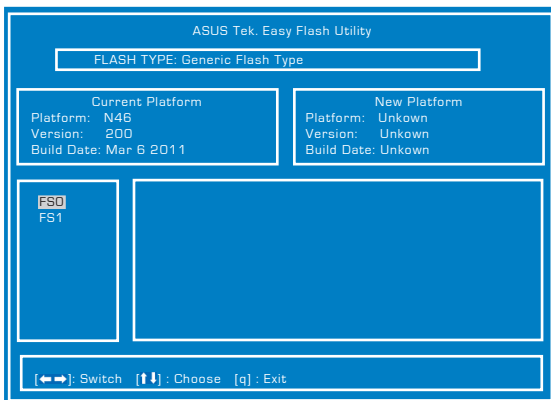 ASUS Tek. Easy Flash Utility
FLASH TYPE: Generic Flash Type
Current Platform
Platform: N46
Version: 200
Build Date: Mar 6 2011
New Platform
Platform: Unkown
Version: Unkown
Build Date: Unkown
FS0
FS1
[⬅➡]: Switch [⬆⬇] : Choose [q] : Exit